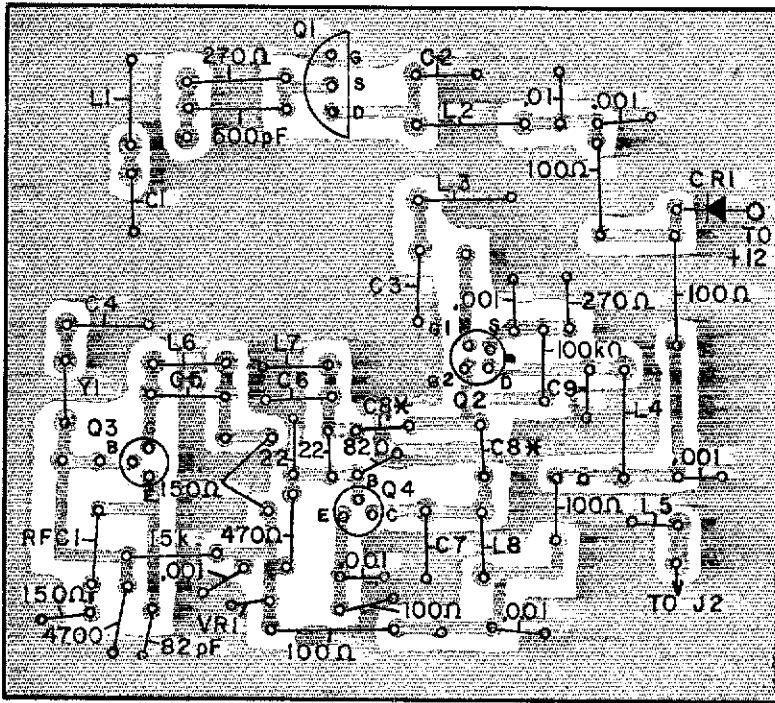 Q1
270Ω
G
C2
S
L1
.01
.001
D
L2
600pF
100Ω
L3
CR1
C1
TO
+12
C3
.001
270Ω
100Ω
C4
G1
S
100kΩ
L6
L7
G2
D
Y1
C5
C6
Q2
C9
L4
C8*
Q3
B
22
22
82
C8*
.001
150Ω
B
Q4
E
C
100Ω
L5
RFC1
470Ω
1.5k
C7
L8
.001
.001
TO J2
150Ω
VR1
100Ω
.001
4700
82pF
100Ω